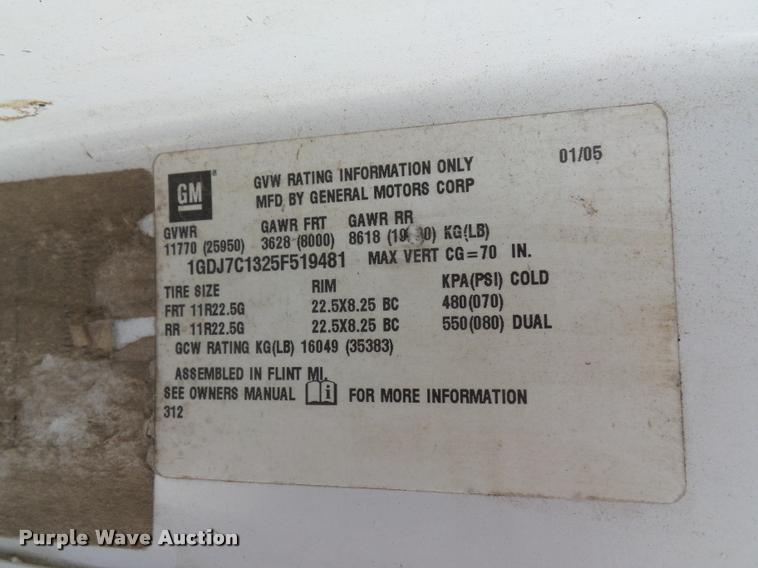 GM
GVW RATING INFORMATION ONLY 01/05
MFD BY GENERAL MOTORS CORP
GVWR GAWR FRT GAWR RR
11770 (25950) 3628 (8000) 8618 KG(LB)
1GDJ7C1325F519481 MAX VERT CG=70 IN.
TIRE SIZE RIM KPA(PSI) COLD
FRT 11R22.5G 22.5X8.25 BC 480(070)
RR 11R22.5G 22.5X8.25 BC 550(080) DUAL
GCW RATING KG(LB) 16049 (35383)
ASSEMBLED IN FLINT MI.
SEE OWNERS MANUAL i FOR MORE INFORMATION
312
Purple Wave Auction